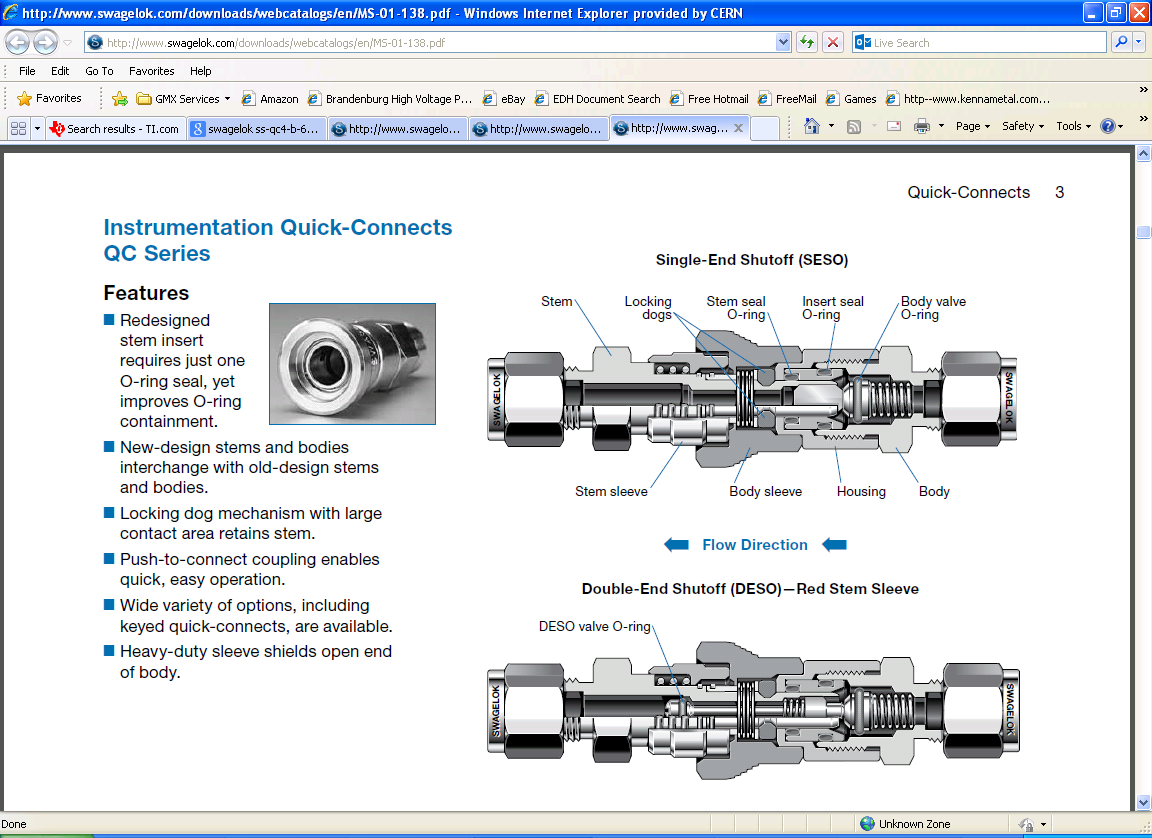 http://www.swagelok.com/downloads/webcatalogs/en/MS-01-138.pdf - Windows Internet Explorer provided by CERN
http://www.swagelok.com/downloads/webcatalogs/en/MS-01-138.pdf
Live Search
File Edit Go To Favorites Help
Favorites GMX Services Amazon Brandenburg High Voltage P... eBay EDH Document Search Free Hotmail FreeMail Games http--www.kennametal.com...
Search results - TI.com swagelok ss-qc4-b-6... http://www.swagelo... http://www.swagelo... http://www.swag... Page Safety Tools
Quick-Connects 3
Instrumentation Quick-Connects
QC Series
Features
Redesigned
stem insert
requires just one
O-ring seal, yet
improves O-ring
containment.
New-design stems and bodies
interchange with old-design stems
and bodies.
Locking dog mechanism with large
contact area retains stem.
Push-to-connect coupling enables
quick, easy operation.
Wide variety of options, including
keyed quick-connects, are available.
Heavy-duty sleeve shields open end
of body.
Single-End Shutoff (SESO)
Stem
Locking
dogs
Stem seal
O-ring
Insert seal
O-ring
Body valve
O-ring
SWAGELOK
SWAGELOK
Stem sleeve
Body sleeve
Housing
Body
Flow Direction
Double-End Shutoff (DESO)—Red Stem Sleeve
DESO valve O-ring
SWAGELOK
SWAGELOK
Done
Unknown Zone